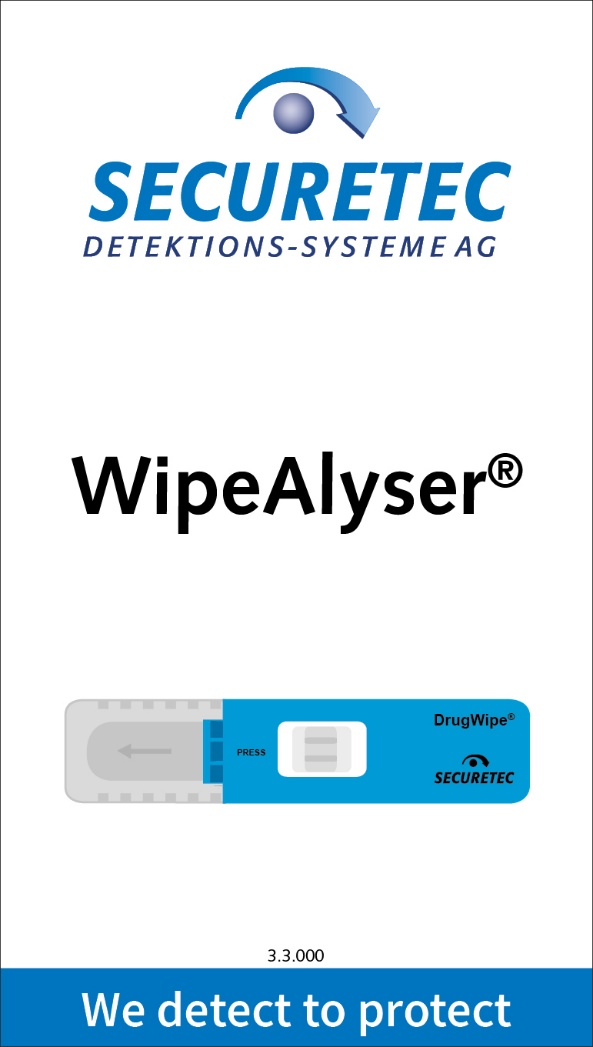 SECURETEC
DETEKTIONS-SYSTEME AG
WipeAlyser®
DrugWipe®
PRESS
SECURETEC
3.3.000
We detect to protect